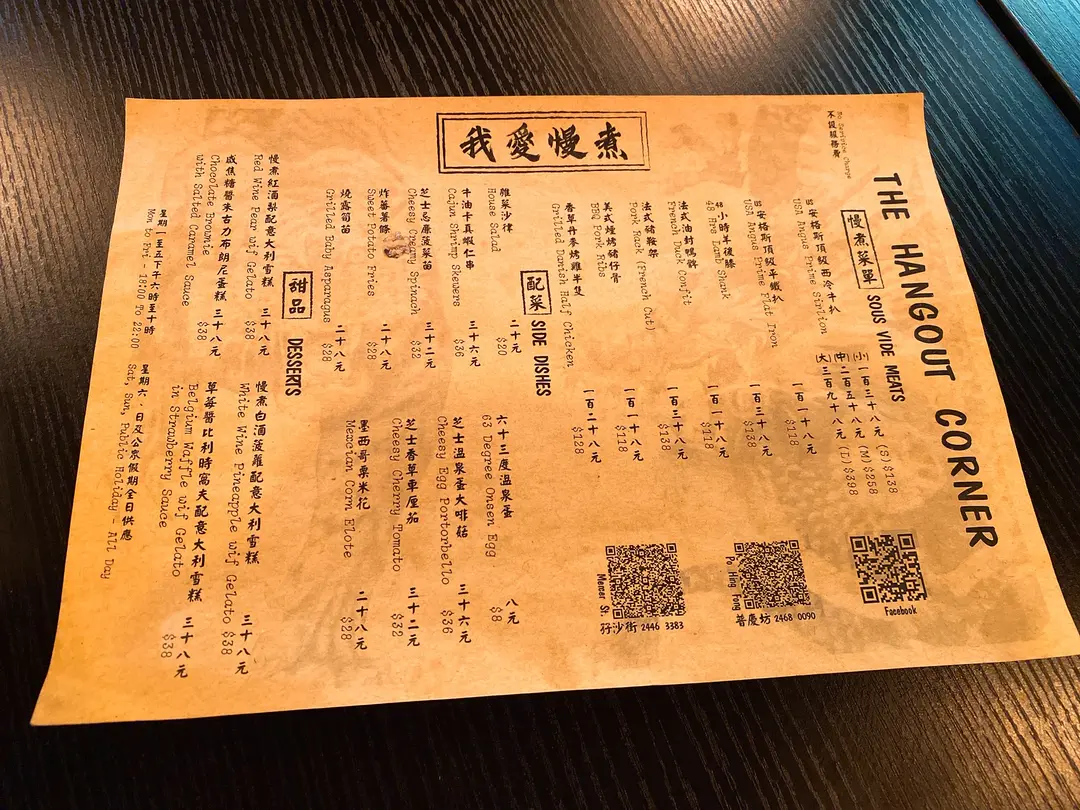 THE HANGOUT CORNER
No Service Charge
不設服務費
我愛慢煮
慢煮菜單 SOUS VIDE MEATS
US安格斯頂級西冷牛扒
(小)一百三十八元 (S)$138
(中)二百五十八元 (M)$258
(大)三百九十八元 (L)$398
USA Angus Prime Sirlion
US安格斯頂級平鐵扒 一百一十八元
USA Angus Prime Flat Iron $118
48小時羊後膝 一百三十八元
48 Hrs Lamb Shank $138
法式油封鴨髀 一百一十八元
French Duck Confit $118
法式豬鞍架 一百三十八元
Pork Rack (French Cut) $138
美式煙烤豬仔骨 一百一十八元
BBQ Pork Ribs $118
香草丹麥烤雞半隻 一百二十八元
Grilled Danish Half Chicken $128
Facebook
Po Hing Fong
普慶坊 2468 0090
Mercer St.
孖沙街 2446 3383
配菜 SIDE DISHES
雜菜沙律 二十元
House Salad $20
牛油千真蝦仁串 三十六元
Cajun Shrimp Skewers $36
芝士忌廉菠菜苗 三十二元
Cheesy Creamy Spinach $32
炸蕃薯條 二十八元
Sweet Potato Fries $28
燒露筍苗 二十八元
Grilled Baby Asparagus $28
六十三度溫泉蛋 八元
63 Degree Onsen Egg $8
芝士溫泉蛋大啡菇 三十六元
Cheesy Egg Portorbello $36
芝士香草車厘茄 三十二元
Cheesy Cherry Tomato $32
墨西哥粟米花 二十八元
Mexcian Corn Elote $28
甜品 DESSERTS
慢煮紅酒梨配意大利雪糕 三十八元
Red Wine Pear wif Gelato $38
咸焦糖醬朱古力布朗尼蛋糕 三十八元
Chocolate Brownie $38
with Salted Caramel Sauce
慢煮白酒菠蘿配意大利雪糕 三十八元
White Wine Pineapple wif Gelato $38
草莓醬比利時窩夫配意大利雪糕 三十八元
Belgium Waffle wif Gelato $38
in Strawberry Sauce
星期一至五下午六時至十時 星期六、日及公眾假期全日供應
Mon to Fri - 18:00 To 22:00 Sat, Sun, Public Holiday - All Day